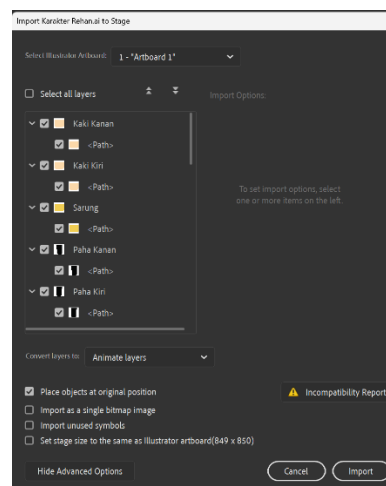 Import Karakter Rehan.ai to Stage
Select Illustrator Artboard: 1 - "Artboard 1"
Select all layers
Import Options:
Kaki Kanan
<Path>
Kaki Kiri
<Path>
To set import options, select
one or more items on the left.
Sarung
<Path>
Paha Kanan
<Path>
Paha Kiri
<Path>
Convert layers to: Animate layers
Place objects at original position
Incompatibility Report
Import as a single bitmap image
Import unused symbols
Set stage size to the same as Illustrator artboard(849 x 850)
Hide Advanced Options
Cancel
Import